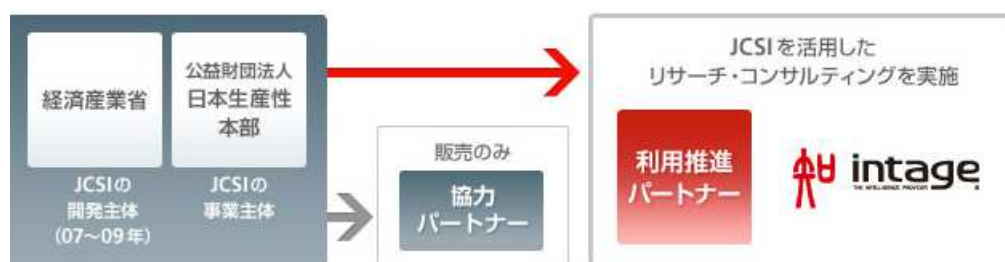 経済産業省
JCSIの
開発主体
(07～09年)
公益財団法人
日本生産性
本部
JCSIの
事業主体
販売のみ
協力
パートナー
JCSIを活用した
リサーチ・コンサルティングを実施
利用推進
パートナー
intage
THE INTELLIGENCE PROVIDER